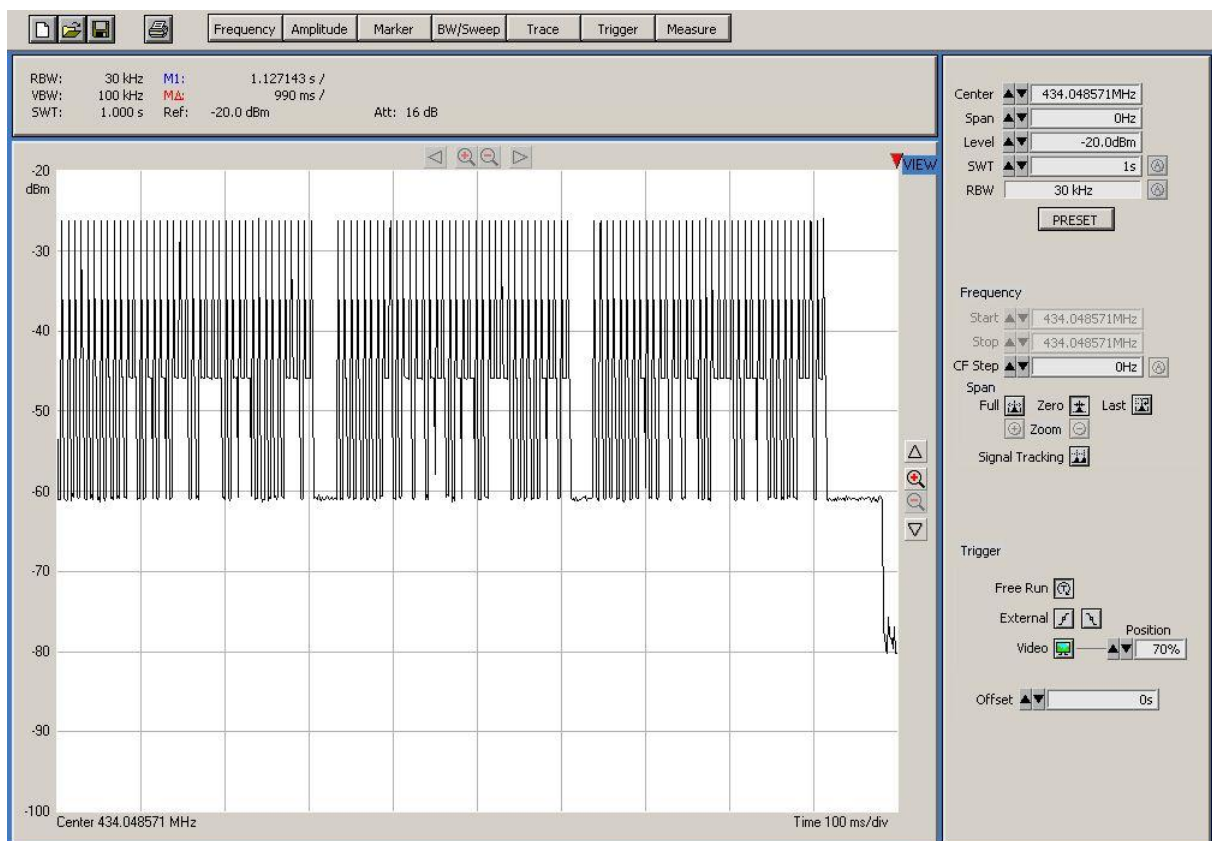 Frequency Amplitude Marker BW/Sweep Trace Trigger Measure
RBW: 30 kHz M1: 1.127143 s /
VBW: 100 kHz MΔ: 990 ms /
SWT: 1.000 s Ref: -20.0 dBm Att: 16 dB
VIEW
-20
dBm
-30
-40
-50
-60
-70
-80
-90
-100
Center 434.048571 MHz Time 100 ms/div
Center 434.048571MHz
Span 0Hz
Level -20.0dBm
SWT 1s
RBW 30 kHz
PRESET
Frequency
Start 434.048571MHz
Stop 434.048571MHz
CF Step 0Hz
Span
Full Zero Last
Zoom
Signal Tracking
Trigger
Free Run
External
Position
Video 70%
Offset 0s